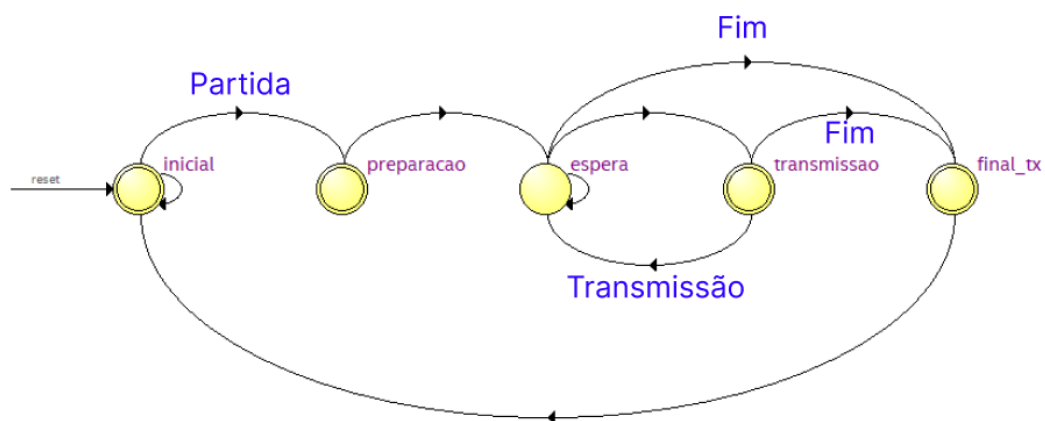 Fim
Partida
Fim
inicial
preparacao
espera
transmissao
final_tx
reset
Transmissão